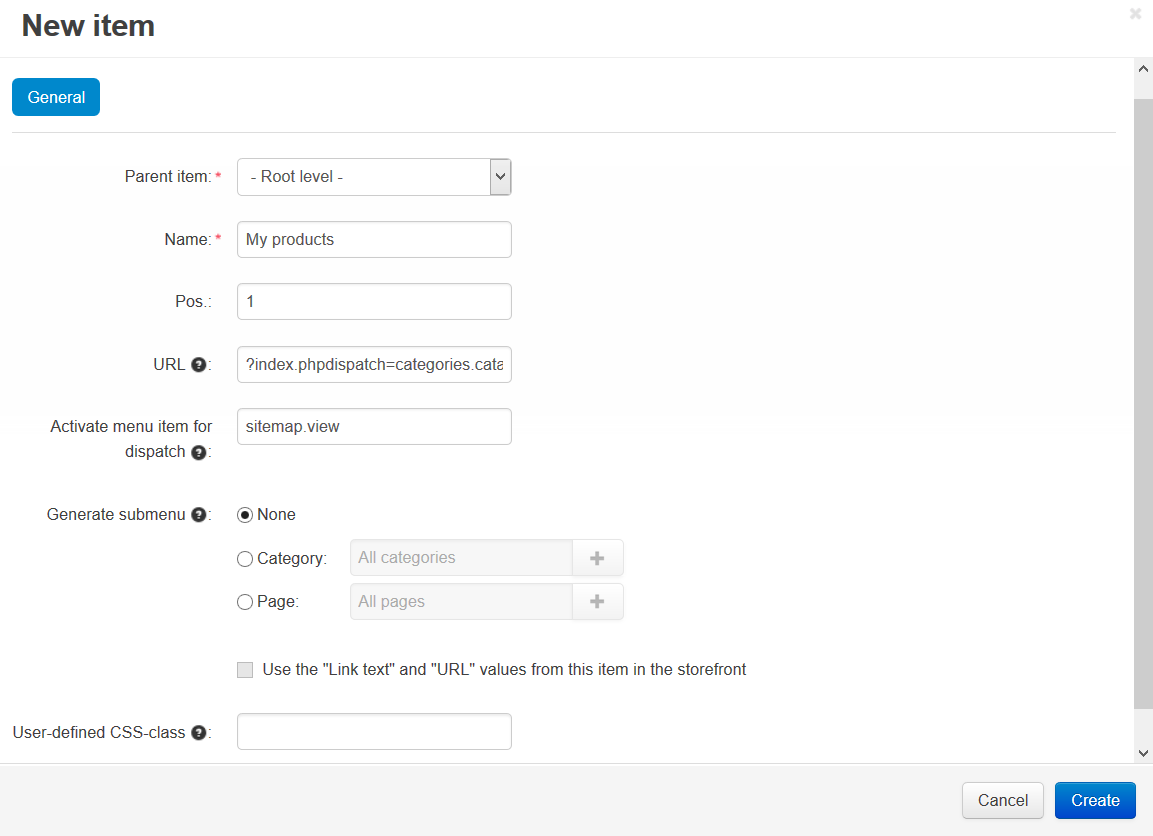 New item
General
Parent item: *
- Root level -
Name: *
My products
Pos.:
1
URL ?:
?index.phpdispatch=categories.cata
Activate menu item for
dispatch ?:
sitemap.view
Generate submenu ?:
None
Category:
All categories
Page:
All pages
Use the "Link text" and "URL" values from this item in the storefront
User-defined CSS-class ?:
Cancel
Create